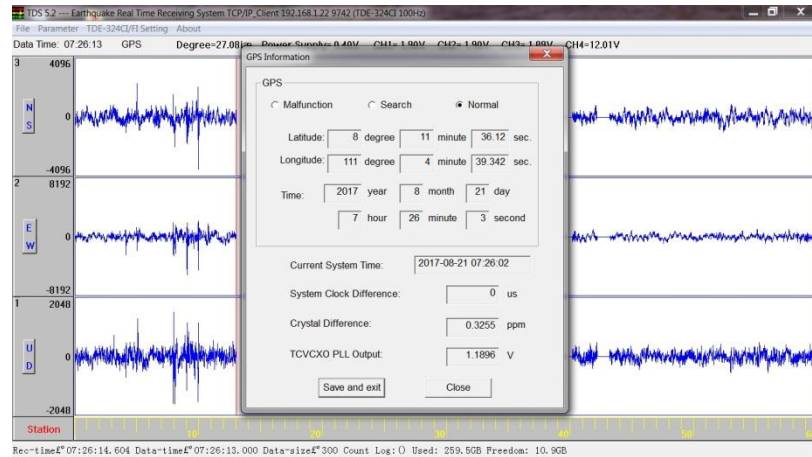 TDS 5.2 --- Earthquake Real Time Receiving System TCP/IP_Client 192.168.1.22 9742 (TDE-324CI 100Hz)
File Parameter TDE-324CI/FI Setting About
Data Time: 07:26:13 GPS Degree=27.08 Power Supply= 0.40V CH1= 1.90V CH2= 1.90V CH3= 1.89V CH4=12.01V
GPS Information
GPS
Malfunction Search Normal
Latitude: 8 degree 11 minute 36.12 sec.
Longitude: 111 degree 4 minute 39.342 sec.
Time: 2017 year 8 month 21 day
7 hour 26 minute 3 second
Current System Time: 2017-08-21 07:26:02
System Clock Difference: 0 us
Crystal Difference: 0.3255 ppm
TCVCXO PLL Output: 1.1896 V
Save and exit Close
3 4096
N S 0
-4096
2 8192
E W 0
-8192
1 2048
U D 0
-2048
Station 10 20 30 40 50
Rec-time£º07:26:14.604 Data-time£º07:26:13.000 Data-size£º300 Count Log:() Used: 259.5GB Freedom: 10.9GB